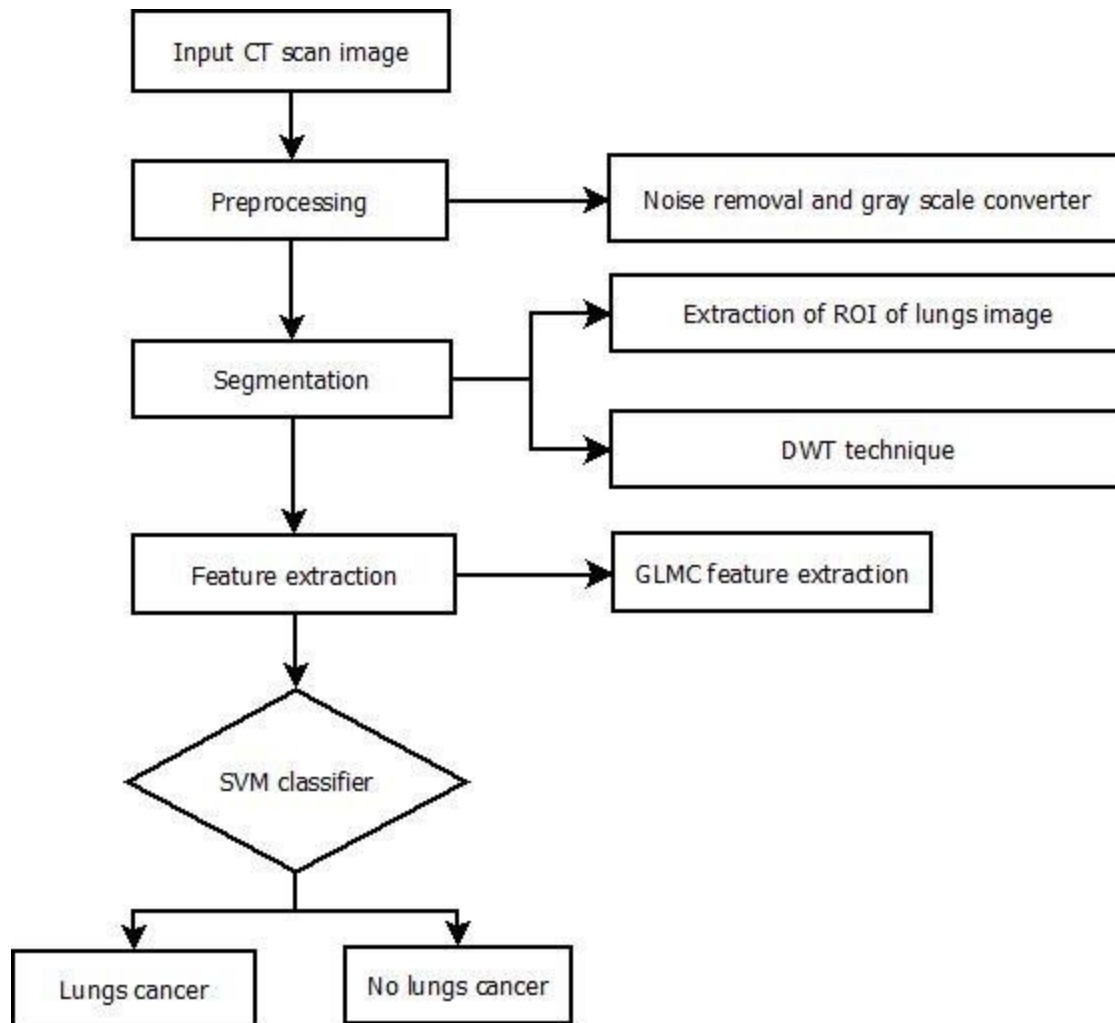 Input CT scan image
Preprocessing
Noise removal and gray scale converter
Extraction of ROI of lungs image
Segmentation
DWT technique
Feature extraction
GLMC feature extraction
SVM classifier
Lungs cancer
No lungs cancer